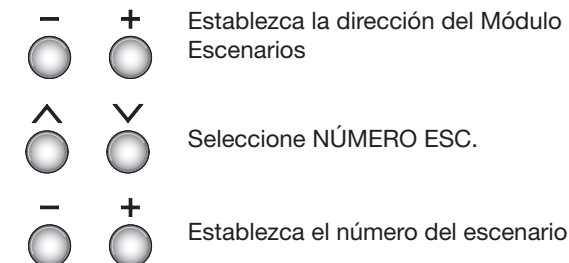 − +
Establezca la dirección del Módulo
Escenarios
Seleccione NÚMERO ESC.
− +
Establezca el número del escenario